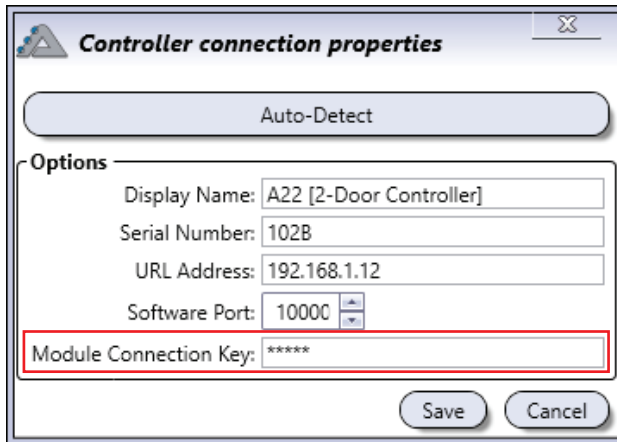 Controller connection properties
Auto-Detect
Options
Display Name: A22 [2-Door Controller]
Serial Number: 102B
URL Address: 192.168.1.12
Software Port: 10000
Module Connection Key: *****
Save Cancel